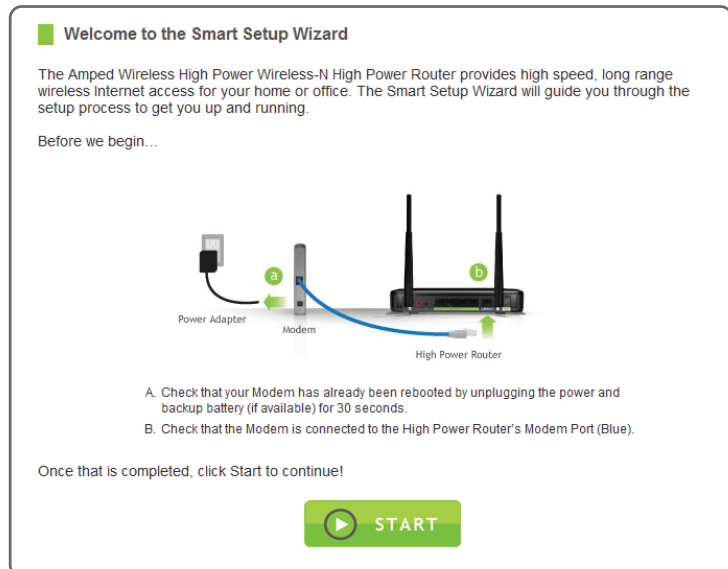 Welcome to the Smart Setup Wizard
The Amped Wireless High Power Wireless-N High Power Router provides high speed, long range
wireless Internet access for your home or office. The Smart Setup Wizard will guide you through the
setup process to get you up and running.
Before we begin...
a
b
Power Adapter
Modem
High Power Router
A. Check that your Modem has already been rebooted by unplugging the power and
backup battery (if available) for 30 seconds.
B. Check that the Modem is connected to the High Power Router's Modem Port (Blue).
Once that is completed, click Start to continue!
START